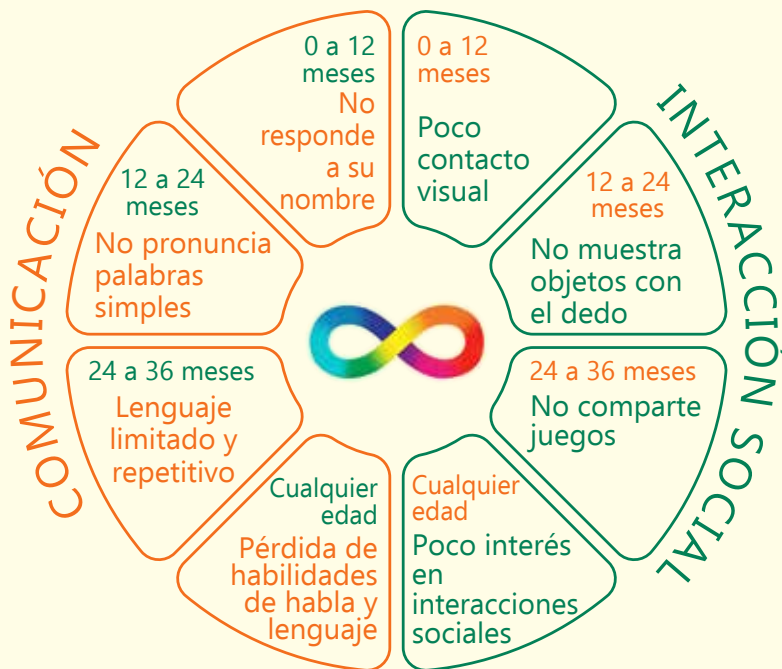 COMUNICACIÓN
0 a 12
meses
No
responde
a su
nombre
12 a 24
meses
No pronuncia
palabras
simples
24 a 36 meses
Lenguaje
limitado y
repetitivo
Cualquier
edad
Pérdida de
habilidades
de habla y
lenguaje
INTERACCIÓN SOCIAL
0 a 12
meses
Poco
contacto
visual
12 a 24
meses
No muestra
objetos con
el dedo
24 a 36 meses
No comparte
juegos
Cualquier
edad
Poco interés
en
interacciones
sociales